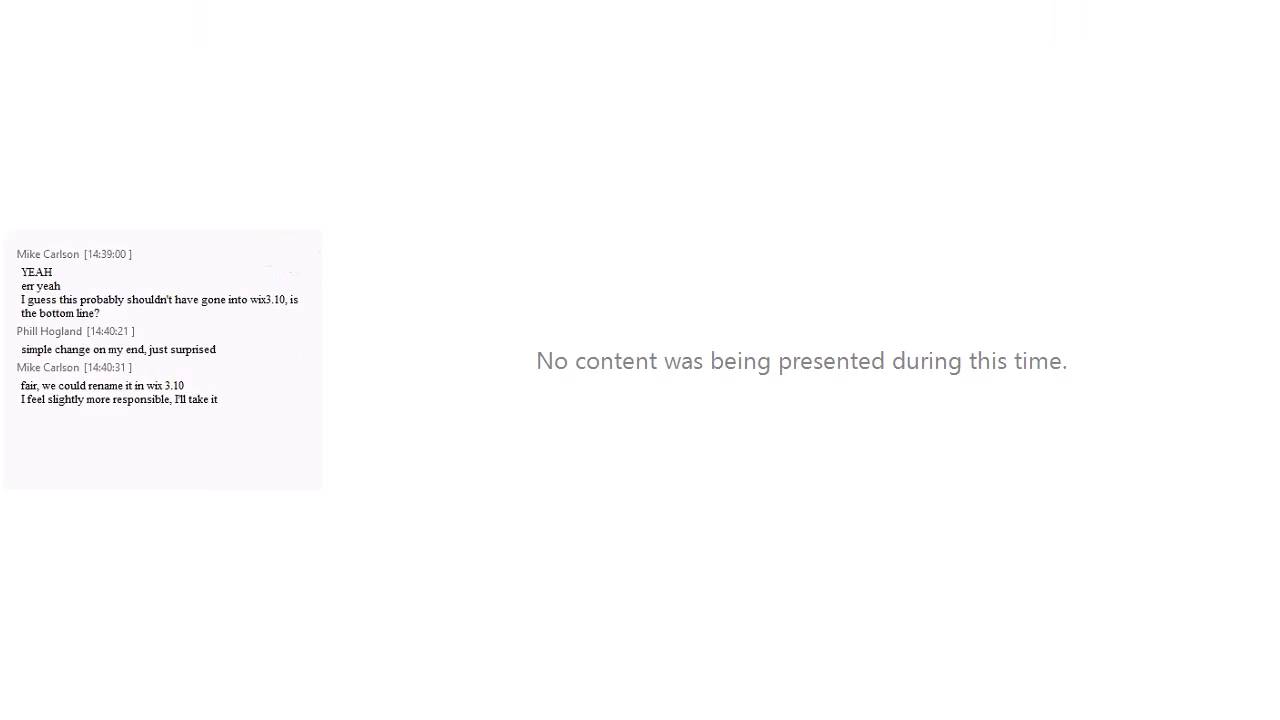 Mike Carlson [14:39:00 ]
YEAH
err yeah
I guess this probably shouldn't have gone into wix3.10, is
the bottom line?
Phill Hogland [14:40:21 ]
simple change on my end, just surprised
Mike Carlson [14:40:31 ]
fair, we could rename it in wix 3.10
I feel slightly more responsible, I'll take it
No content was being presented during this time.